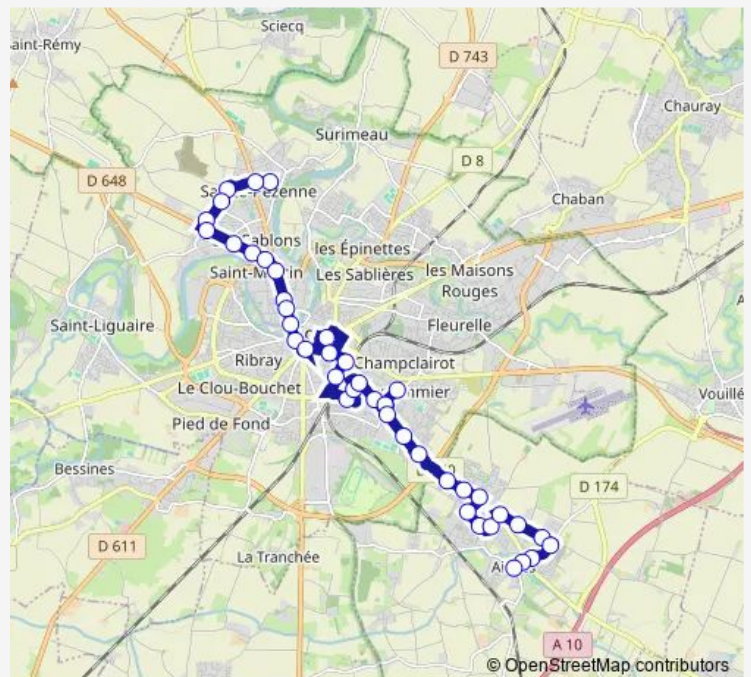 Sciecq
aint-Rémy
D 743
Chauray
Surimeau
D 8
D 648
Chaban
les Épinettes
Saint-Liguaire
Les Sablières
les Maisons
Rouges
Fleurelle
Ribray
Champclairot
Le Clou-Bouchet
Vouillé
Pied de Fond
Bessines
D 174
D 611
La Tranchée
A 10
© OpenStreetMap contributors